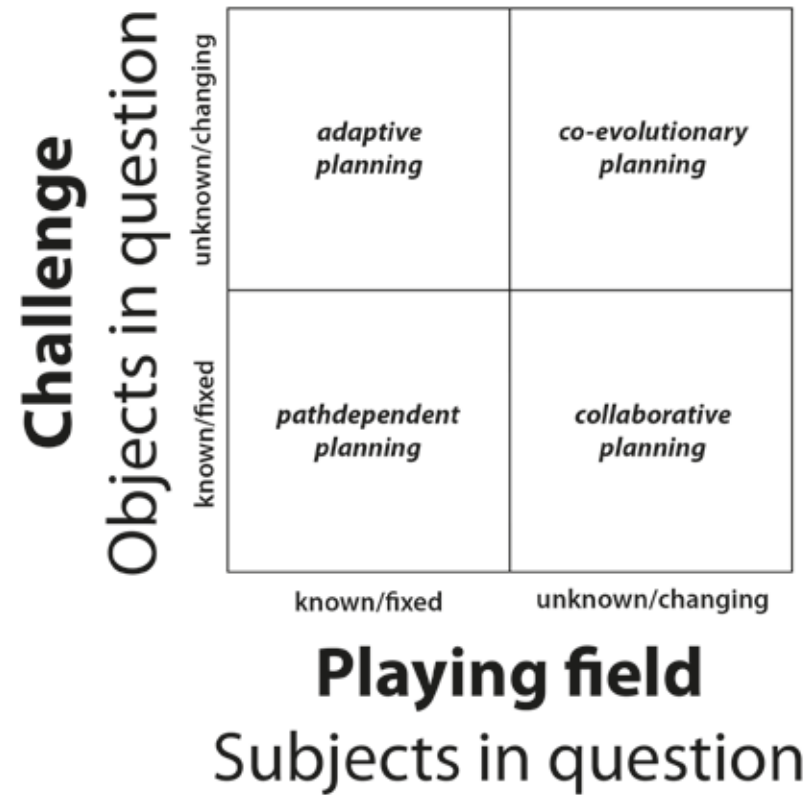 Challenge
Objects in question
unknown/changing
known/fixed
adaptive
planning
co-evolutionary
planning
pathdependent
planning
collaborative
planning
known/fixed
unknown/changing
Playing field
Subjects in question